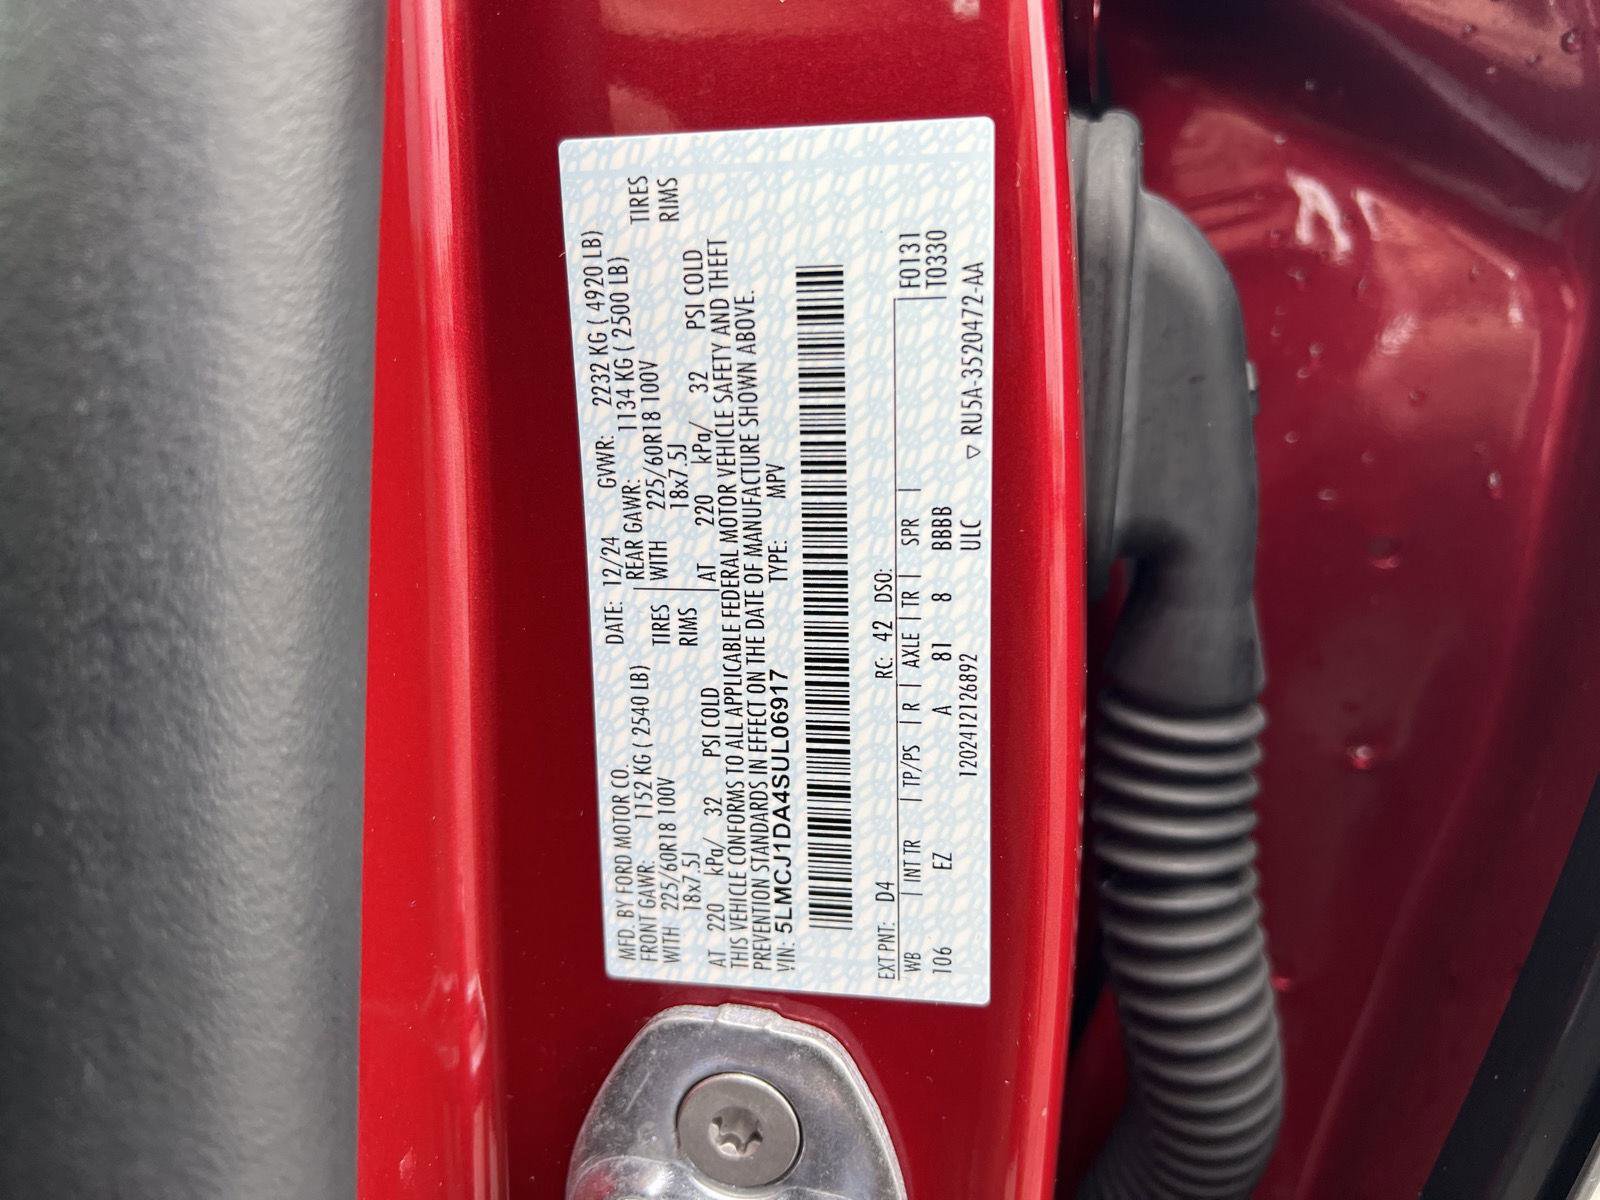 MFD. BY FORD MOTOR CO. DATE: 12/24 GVWR: 2232 KG ( 4920 LB)
FRONT GAWR: 1152 KG ( 2540 LB) REAR GAWR: 1134 KG ( 2500 LB)
WITH 225/60R18 100V TIRES WITH 225/60R18 100V TIRES
18x7.5J RIMS 18x7.5J RIMS
AT 220 kPa/ 32 PSI COLD AT 220 kPa/ 32 PSI COLD
THIS VEHICLE CONFORMS TO ALL APPLICABLE FEDERAL MOTOR VEHICLE SAFETY AND THEFT
PREVENTION STANDARDS IN EFFECT ON THE DATE OF MANUFACTURE SHOWN ABOVE.
VIN: 5LMCJ1DA4SUL06917 TYPE: MPV
EXT PNT: D4 RC: 42 DSO: F0131
WB INT TR TP/PS R AXLE TR SPR T0330
106 EZ A 81 8 BBBB
1202412126892 ULC ▽ RU5A-3520472-AA